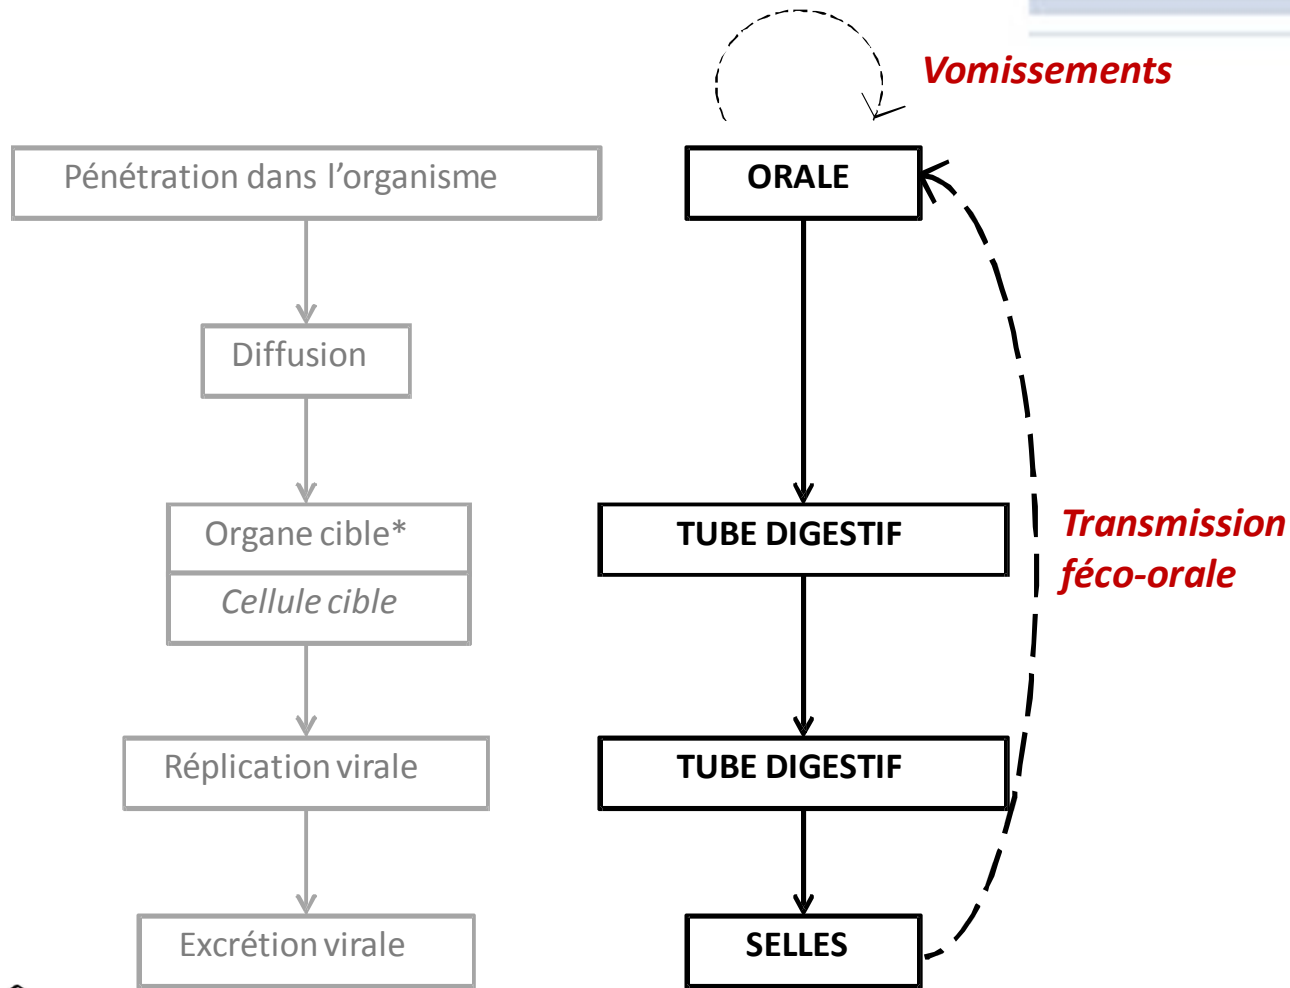 Vomissements
Pénétration dans l’organisme
ORALE
Diffusion
Organe cible*
TUBE DIGESTIF
Transmission
féco-orale
Cellule cible
Réplication virale
TUBE DIGESTIF
Excrétion virale
SELLES